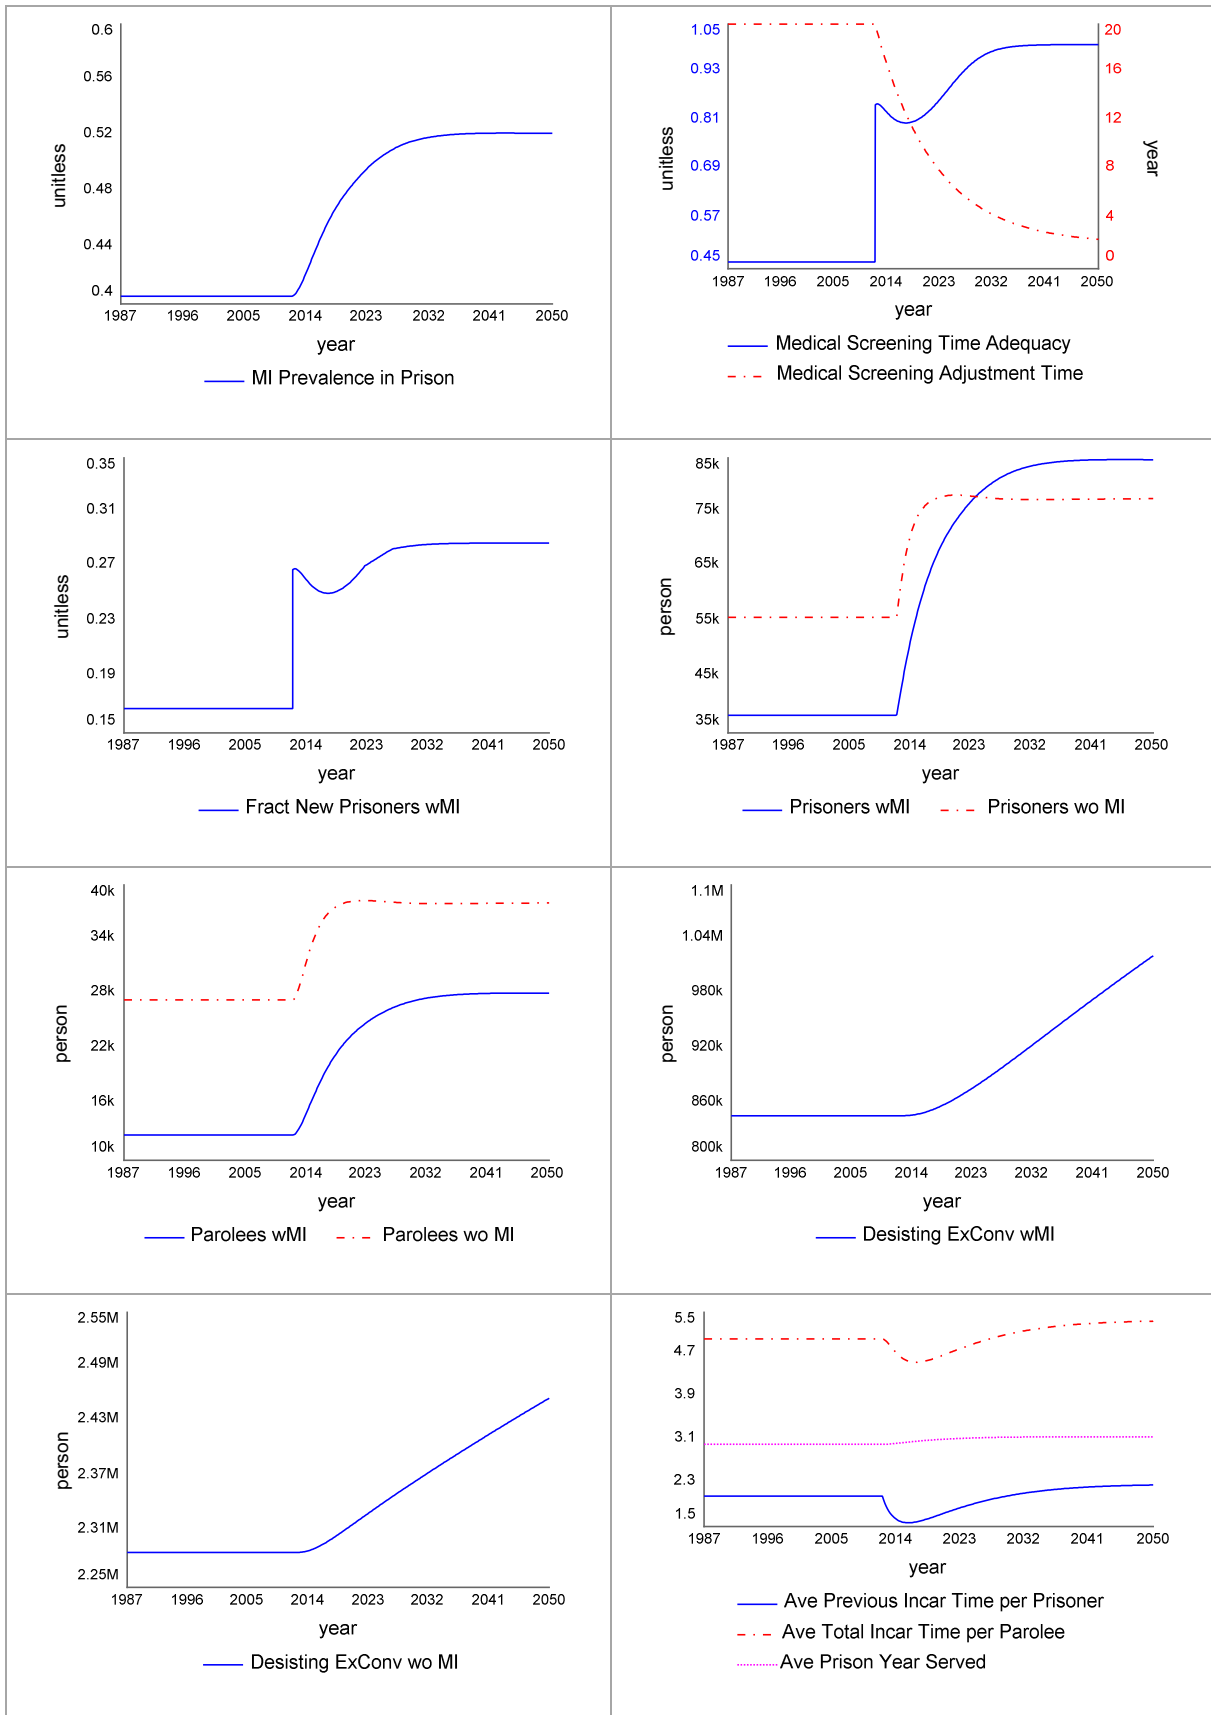 0.6
0.56
0.52
0.48
0.44
0.4
unitless
1987 1996 2005 2014 2023 2032 2041 2050
year
MI Prevalence in Prison
1.05
0.93
0.81
0.69
0.57
0.45
unitless
20
16
12
8
4
0
year
1987 1996 2005 2014 2023 2032 2041 2050
year
Medical Screening Time Adequacy
Medical Screening Adjustment Time
0.35
0.31
0.27
0.23
0.19
0.15
unitless
1987 1996 2005 2014 2023 2032 2041 2050
year
Fract New Prisoners wMI
85k
75k
65k
55k
45k
35k
person
1987 1996 2005 2014 2023 2032 2041 2050
year
Prisoners wMI Prisoners wo MI
40k
34k
28k
22k
16k
10k
person
1987 1996 2005 2014 2023 2032 2041 2050
year
Parolees wMI Parolees wo MI
1.1M
1.04M
980k
920k
860k
800k
person
1987 1996 2005 2014 2023 2032 2041 2050
year
Desisting ExConv wMI
2.55M
2.49M
2.43M
2.37M
2.31M
2.25M
person
1987 1996 2005 2014 2023 2032 2041 2050
year
Desisting ExConv wo MI
5.5
4.7
3.9
3.1
2.3
1.5
1987 1996 2005 2014 2023 2032 2041 2050
year
Ave Previous Incar Time per Prisoner
Ave Total Incar Time per Parolee
Ave Prison Year Served